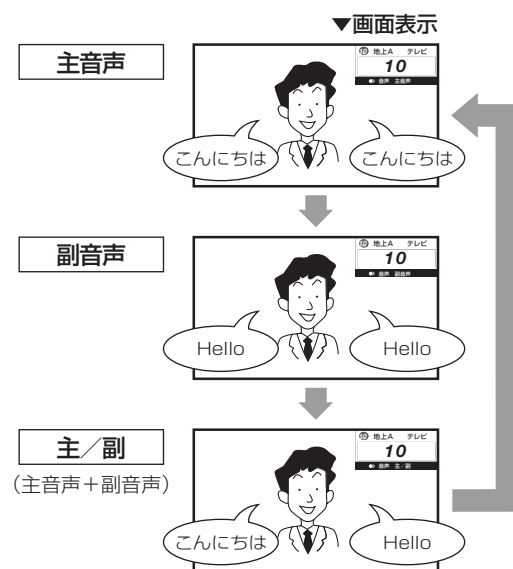 ▼画面表示
主音声
地上A テレビ
10
音声 主音声
こんにちは
こんにちは
副音声
地上A テレビ
10
音声 副音声
Hello
Hello
主／副
(主音声＋副音声)
地上A テレビ
10
音声 主／副
こんにちは
Hello